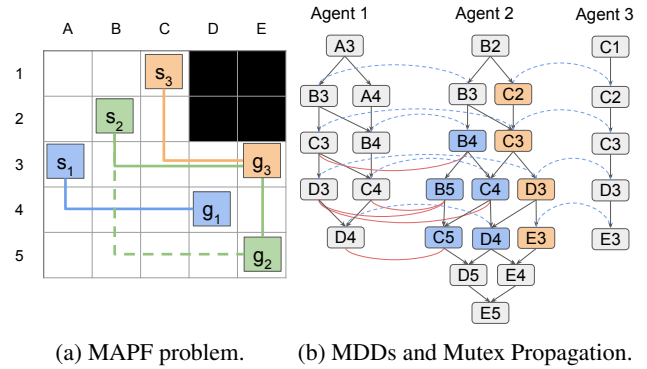 Agent 1 Agent 2 Agent 3
A B C D E
1 2 3 4 5
s3
s2
s1 g3
g1
g2
A3 B2 C1
B3 A4 B3 C2 C2
C3 B4 B4 C3 C3
D3 C4 B5 C4 D3 D3
D4 C5 D4 E3 E3
D5 E4
E5
(a) MAPF problem. (b) MDDs and Mutex Propagation.